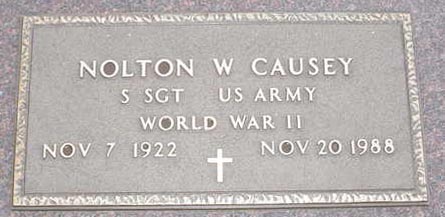 NOLTON W CAUSEY
S SGT US ARMY
WORLD WAR II
NOV 7 1922 NOV 20 1988